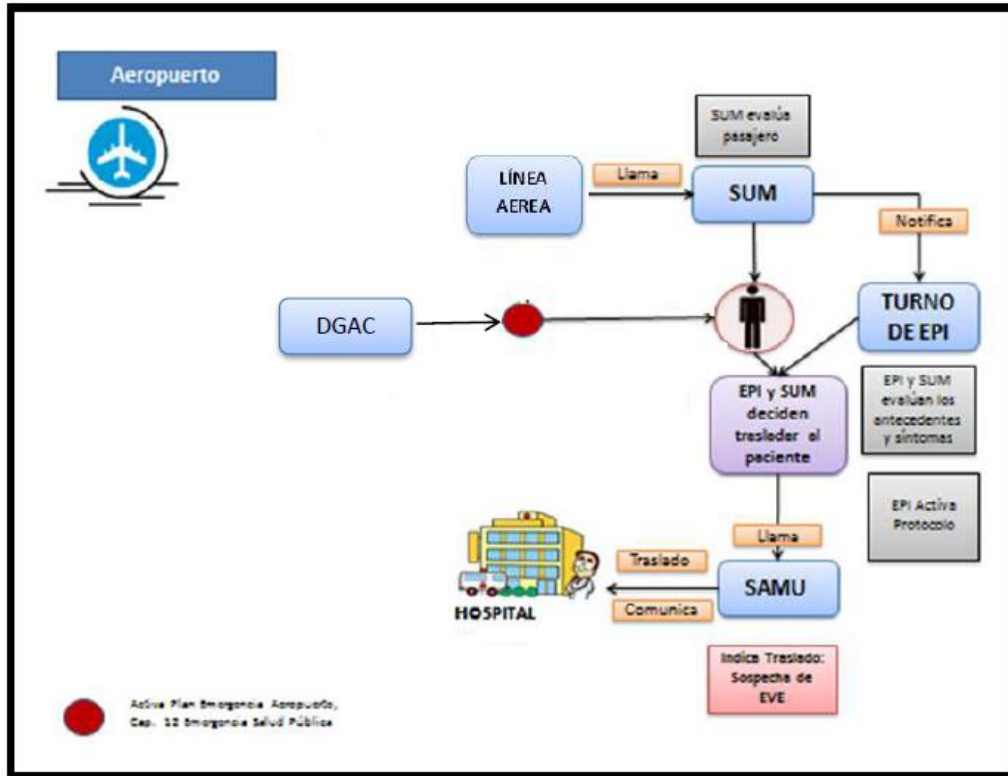 Aeropuerto
SUM evalúa
pasajero
LÍNEA
AEREA
Llama
SUM
Notifica
DGAC
TURNO
DE EPI
EPI y SUM
deciden
trasladar al
paciente
EPI y SUM
evalúan los
antecedentes
y síntomas
EPI Activa
Protocolo
Llama
Traslado
SAMU
Comunica
HOSPITAL
Indica Traslado:
Sospecha de
EVE
Activa Plan Emergencia Aeropuerto,
Cap. 12 Emergencia Salud Pública